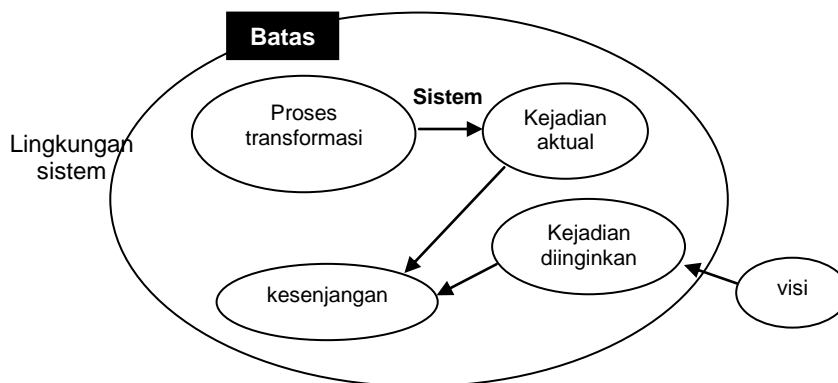 Batas
Sistem
Proses
transformasi
Kejadian
aktual
Lingkungan
sistem
Kejadian
diinginkan
kesenjangan
visi